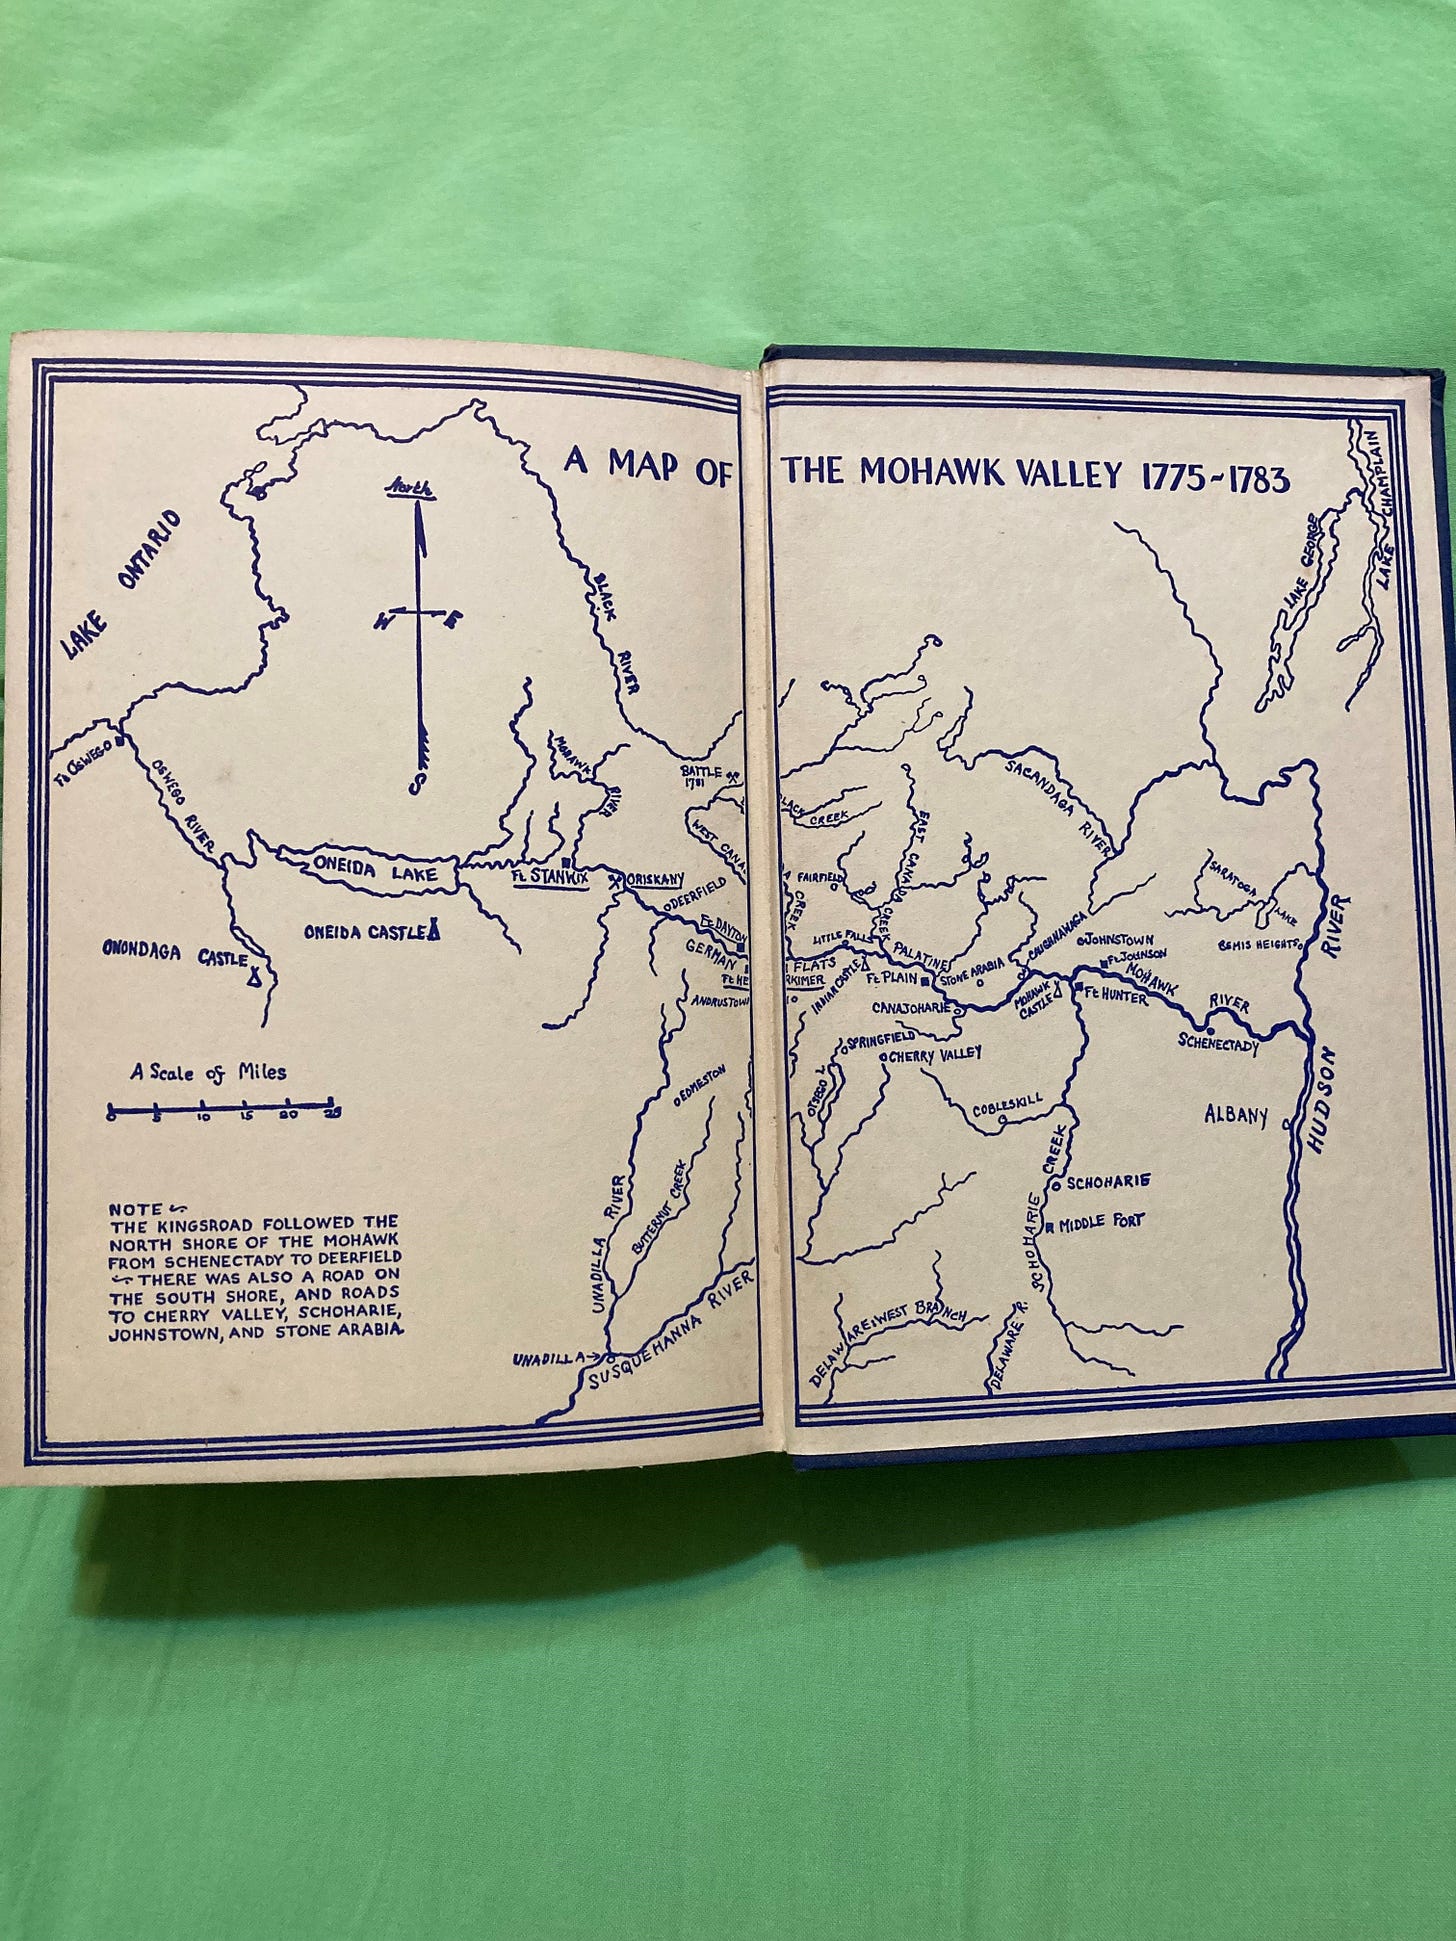 A MAP OF THE MOHAWK VALLEY 1775-1783
North
W E
S
LAKE ONTARIO
BLACK
RIVER
Ft OSWEGO
OSWEGO RIVER
MOHAWK
RIVER
BATTLE
1781
WEST CANA
ONEIDA LAKE
Ft. STANWIX
ORISKANY
DEERFIELD
Ft DAYTON
GERMAN
Ft HE
ANDRUSTOW
ONEIDA CASTLE
ONONDAGA CASTLE
A Scale of Miles
0 5 10 15 20 25
EDMESTON
BUTTERNUT CREEK
UNADILLA RIVER
UNADILLA
SUSQUEHANNA RIVER
NOTE ~
THE KINGSROAD FOLLOWED THE
NORTH SHORE OF THE MOHAWK
FROM SCHENECTADY TO DEERFIELD
~ THERE WAS ALSO A ROAD ON
THE SOUTH SHORE, AND ROADS
TO CHERRY VALLEY, SCHOHARIE,
JOHNSTOWN, AND STONE ARABIA
LAKE CHAMPLAIN
LAKE GEORGE
SACANDAGA RIVER
LACK
CREEK
EAST CANADA CREEK
FAIRFIELD
CREEK
LITTLE FALLS
FLATS
RKIMER
INDIAN CASTLE
PALATINE
Ft PLAIN
STONE ARABIA
CAUGHNAWAGA
JOHNSTOWN
Ft JOHNSON
MOHAWK
RIVER
CANAJOHARIE
MOHAWK
CASTLE
Ft HUNTER
SCHENECTADY
SARATOGA
LAKE
BEMIS HEIGHTS
HUDSON RIVER
SPRINGFIELD
CHERRY VALLEY
OTSEGO
COBLESKILL
ALBANY
SCHOHARIE CREEK
SCHOHARIE
MIDDLE FORT
DELAWARE: WEST BRANCH
DELAWARE R.